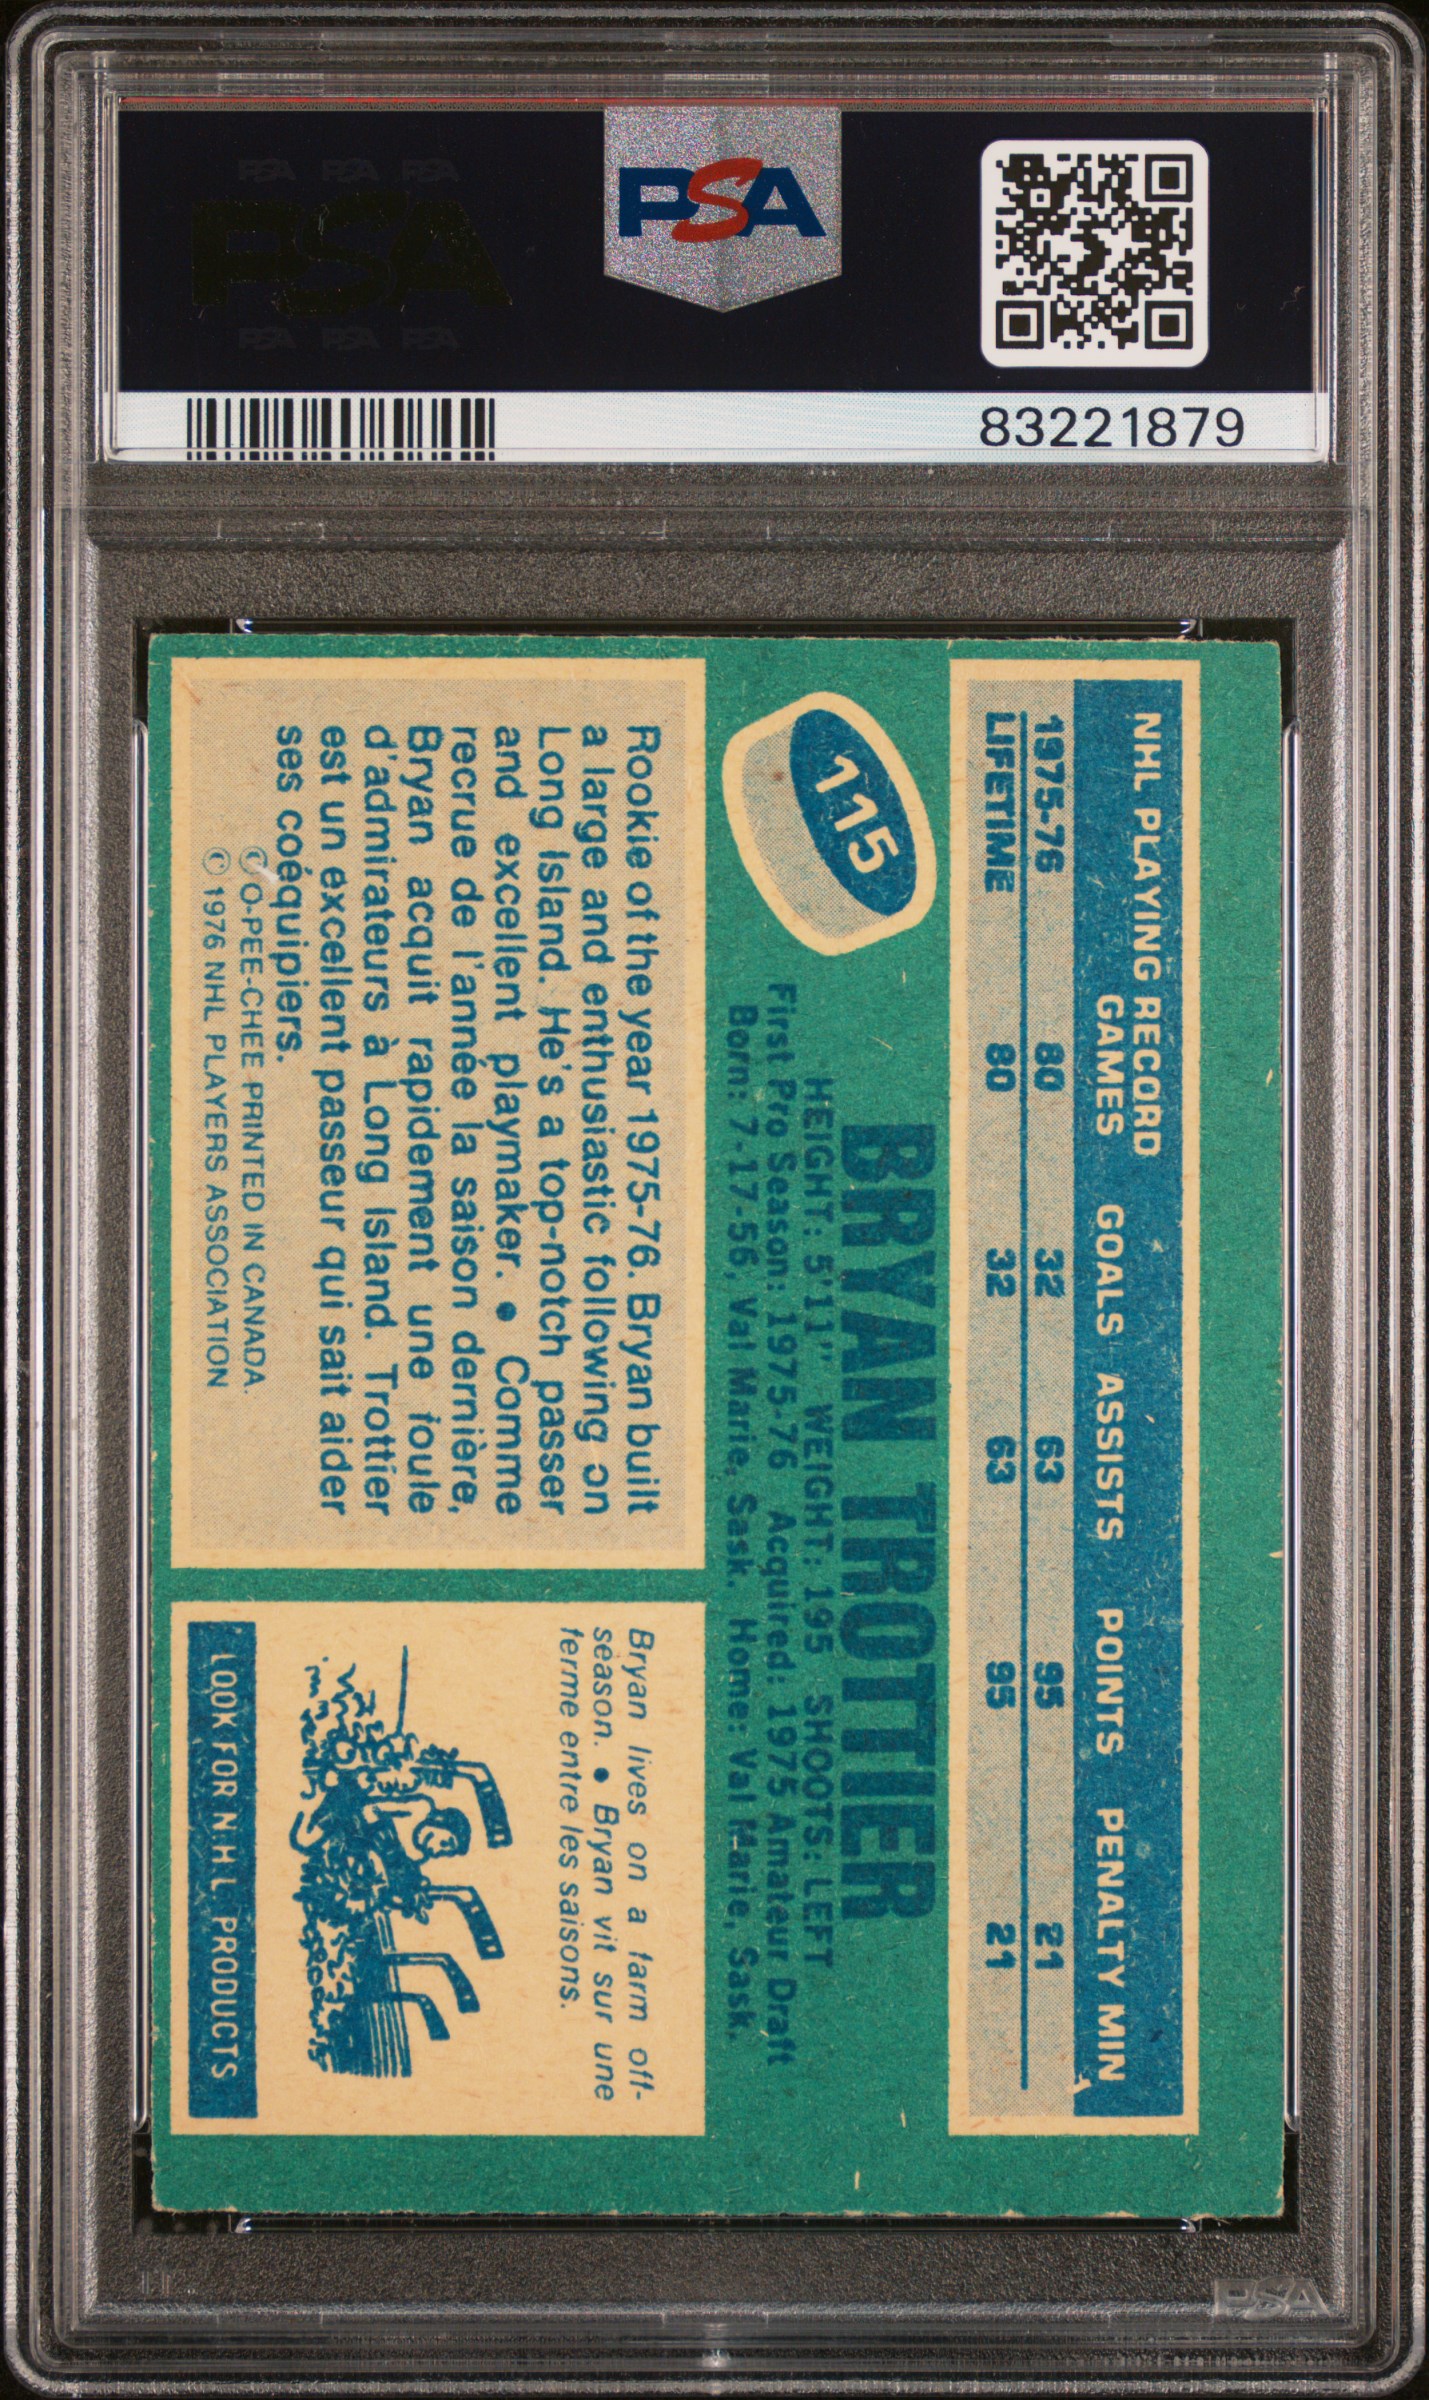 PSA PSA PSA
PSA
PSA PSA PSA
PSA
83221879
NHL PLAYING RECORD
GAMES GOALS ASSISTS POINTS PENALTY MIN
1975-76 80 32 63 95 21
LIFETIME 80 32 63 95 21
115
BRYAN TROTTIER
HEIGHT: 5'11" WEIGHT: 195 SHOOTS: LEFT
First Pro Season: 1975-76 Acquired: 1975 Amateur Draft
Born: 7-17-56, Val Marie, Sask. Home: Val Marie, Sask.
Rookie of the year 1975-76. Bryan built
a large and enthusiastic following on
Long Island. He's a top-notch passer
and excellent playmaker. • Comme
recrue de l'année la saison dernière,
Bryan acquit rapidement une foule
d'admirateurs à Long Island. Trottier
est un excellent passeur qui sait aider
ses coéquipiers.
© O-PEE-CHEE PRINTED IN CANADA.
© 1976 NHL PLAYERS ASSOCIATION
Bryan lives on a farm off-
season. • Bryan vit sur une
ferme entre les saisons.
LOOK FOR N.H.L. PRODUCTS
PSA